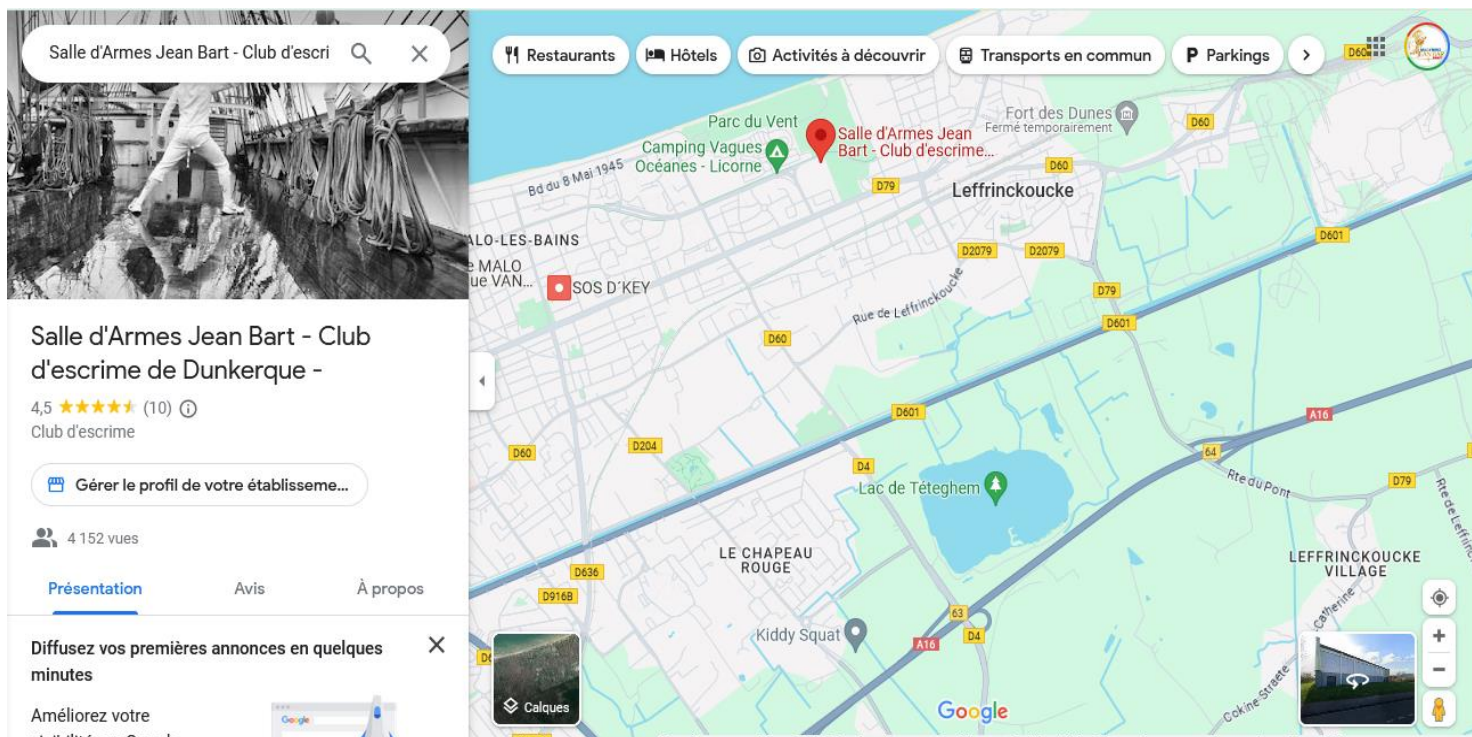 Salle d'Armes Jean Bart - Club d'escri
Restaurants
Hôtels
Activités à découvrir
Transports en commun
P Parkings
Salle d'Armes Jean Bart - Club
d'escrime de Dunkerque -
4,5 (10)
Club d'escrime
Gérer le profil de votre établisseme...
4 152 vues
Présentation
Avis
À propos
Diffusez vos premières annonces en quelques
minutes
Améliorez votre
Google
D60
Parc du Vent
Salle d'Armes Jean
Bart - Club d'escrime...
Fort des Dunes
Fermé temporairement
D60
Camping Vagues
Océanes - Licorne
Bd du 8 Mai 1945
D79
D60
Leffrinckoucke
ALO-LES-BAINS
MALO
ue VAN...
SOS D'KEY
D2079
D2079
D601
Rue de Leffrinckoucke
D79
D601
D60
D601
A16
D60
D204
D4
64
Rte du Pont
D79
Rte de Leffrinc
Lac de Téteghem
LE CHAPEAU
ROUGE
LEFFRINCKOUCKE
VILLAGE
D636
D916B
63
Kiddy Squat
A16
D4
-Catherine
Cokine Straete
Calques
Google